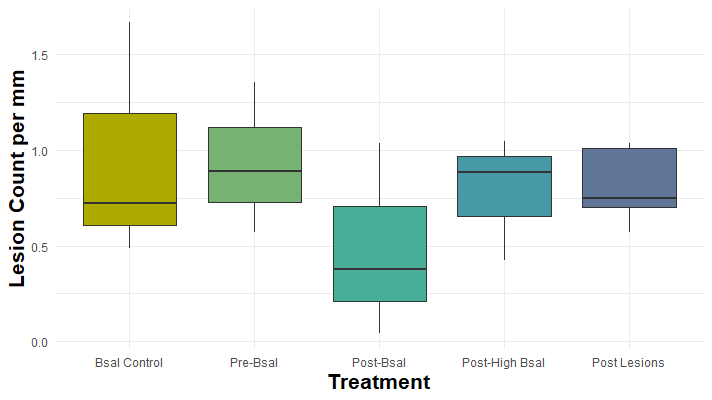 Lesion Count per mm
1.5
1.0
0.5
0.0
Bsal Control Pre-Bsal Post-Bsal Post-High Bsal Post Lesions
Treatment